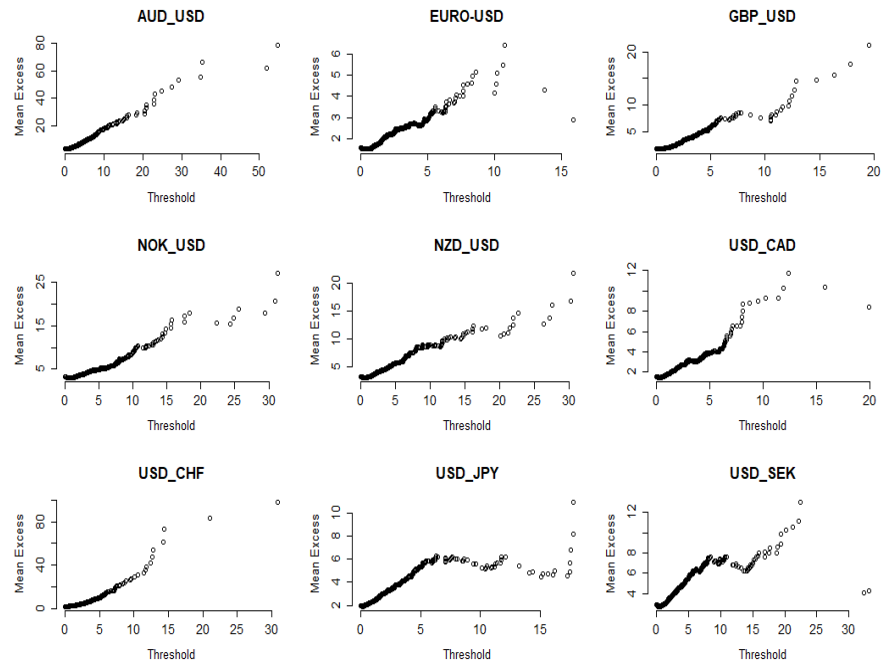 AUD_USD
EURO-USD
GBP_USD
Mean Excess
20 40 60 80
0 10 20 30 40 50
Threshold
Mean Excess
2 3 4 5 6
0 5 10 15
Threshold
Mean Excess
5 10 20
0 5 10 15 20
Threshold
NOK_USD
NZD_USD
USD_CAD
Mean Excess
5 15 25
0 5 10 15 20 25 30
Threshold
Mean Excess
5 10 15 20
0 5 10 15 20 25 30
Threshold
Mean Excess
2 4 6 8 12
0 5 10 15 20
Threshold
USD_CHF
USD_JPY
USD_SEK
Mean Excess
0 40 80
0 5 10 15 20 25 30
Threshold
Mean Excess
2 4 6 8 10
0 5 10 15
Threshold
Mean Excess
4 6 8 12
0 5 10 15 20 25 30
Threshold